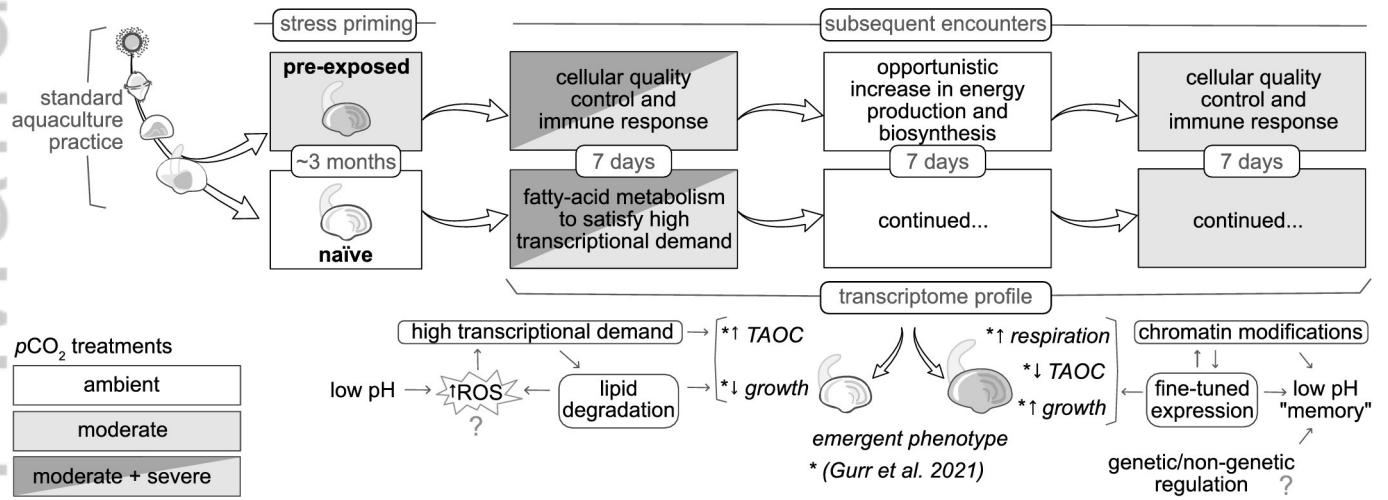 stress priming
subsequent encounters
standard
aquaculture
practice
pre-exposed
~3 months
naïve
cellular quality
control and
immune response
7 days
fatty-acid metabolism
to satisfy high
transcriptional demand
opportunistic
increase in energy
production and
biosynthesis
7 days
continued...
cellular quality
control and
immune response
7 days
continued...
transcriptome profile
pCO₂ treatments
ambient
moderate
moderate + severe
high transcriptional demand
low pH
↑ROS
?
lipid
degradation
*↑ TAOC
*↓ growth
emergent phenotype
* (Gurr et al. 2021)
*↑ respiration
*↓ TAOC
*↑ growth
chromatin modifications
fine-tuned
expression
low pH
"memory"
genetic/non-genetic
regulation
?